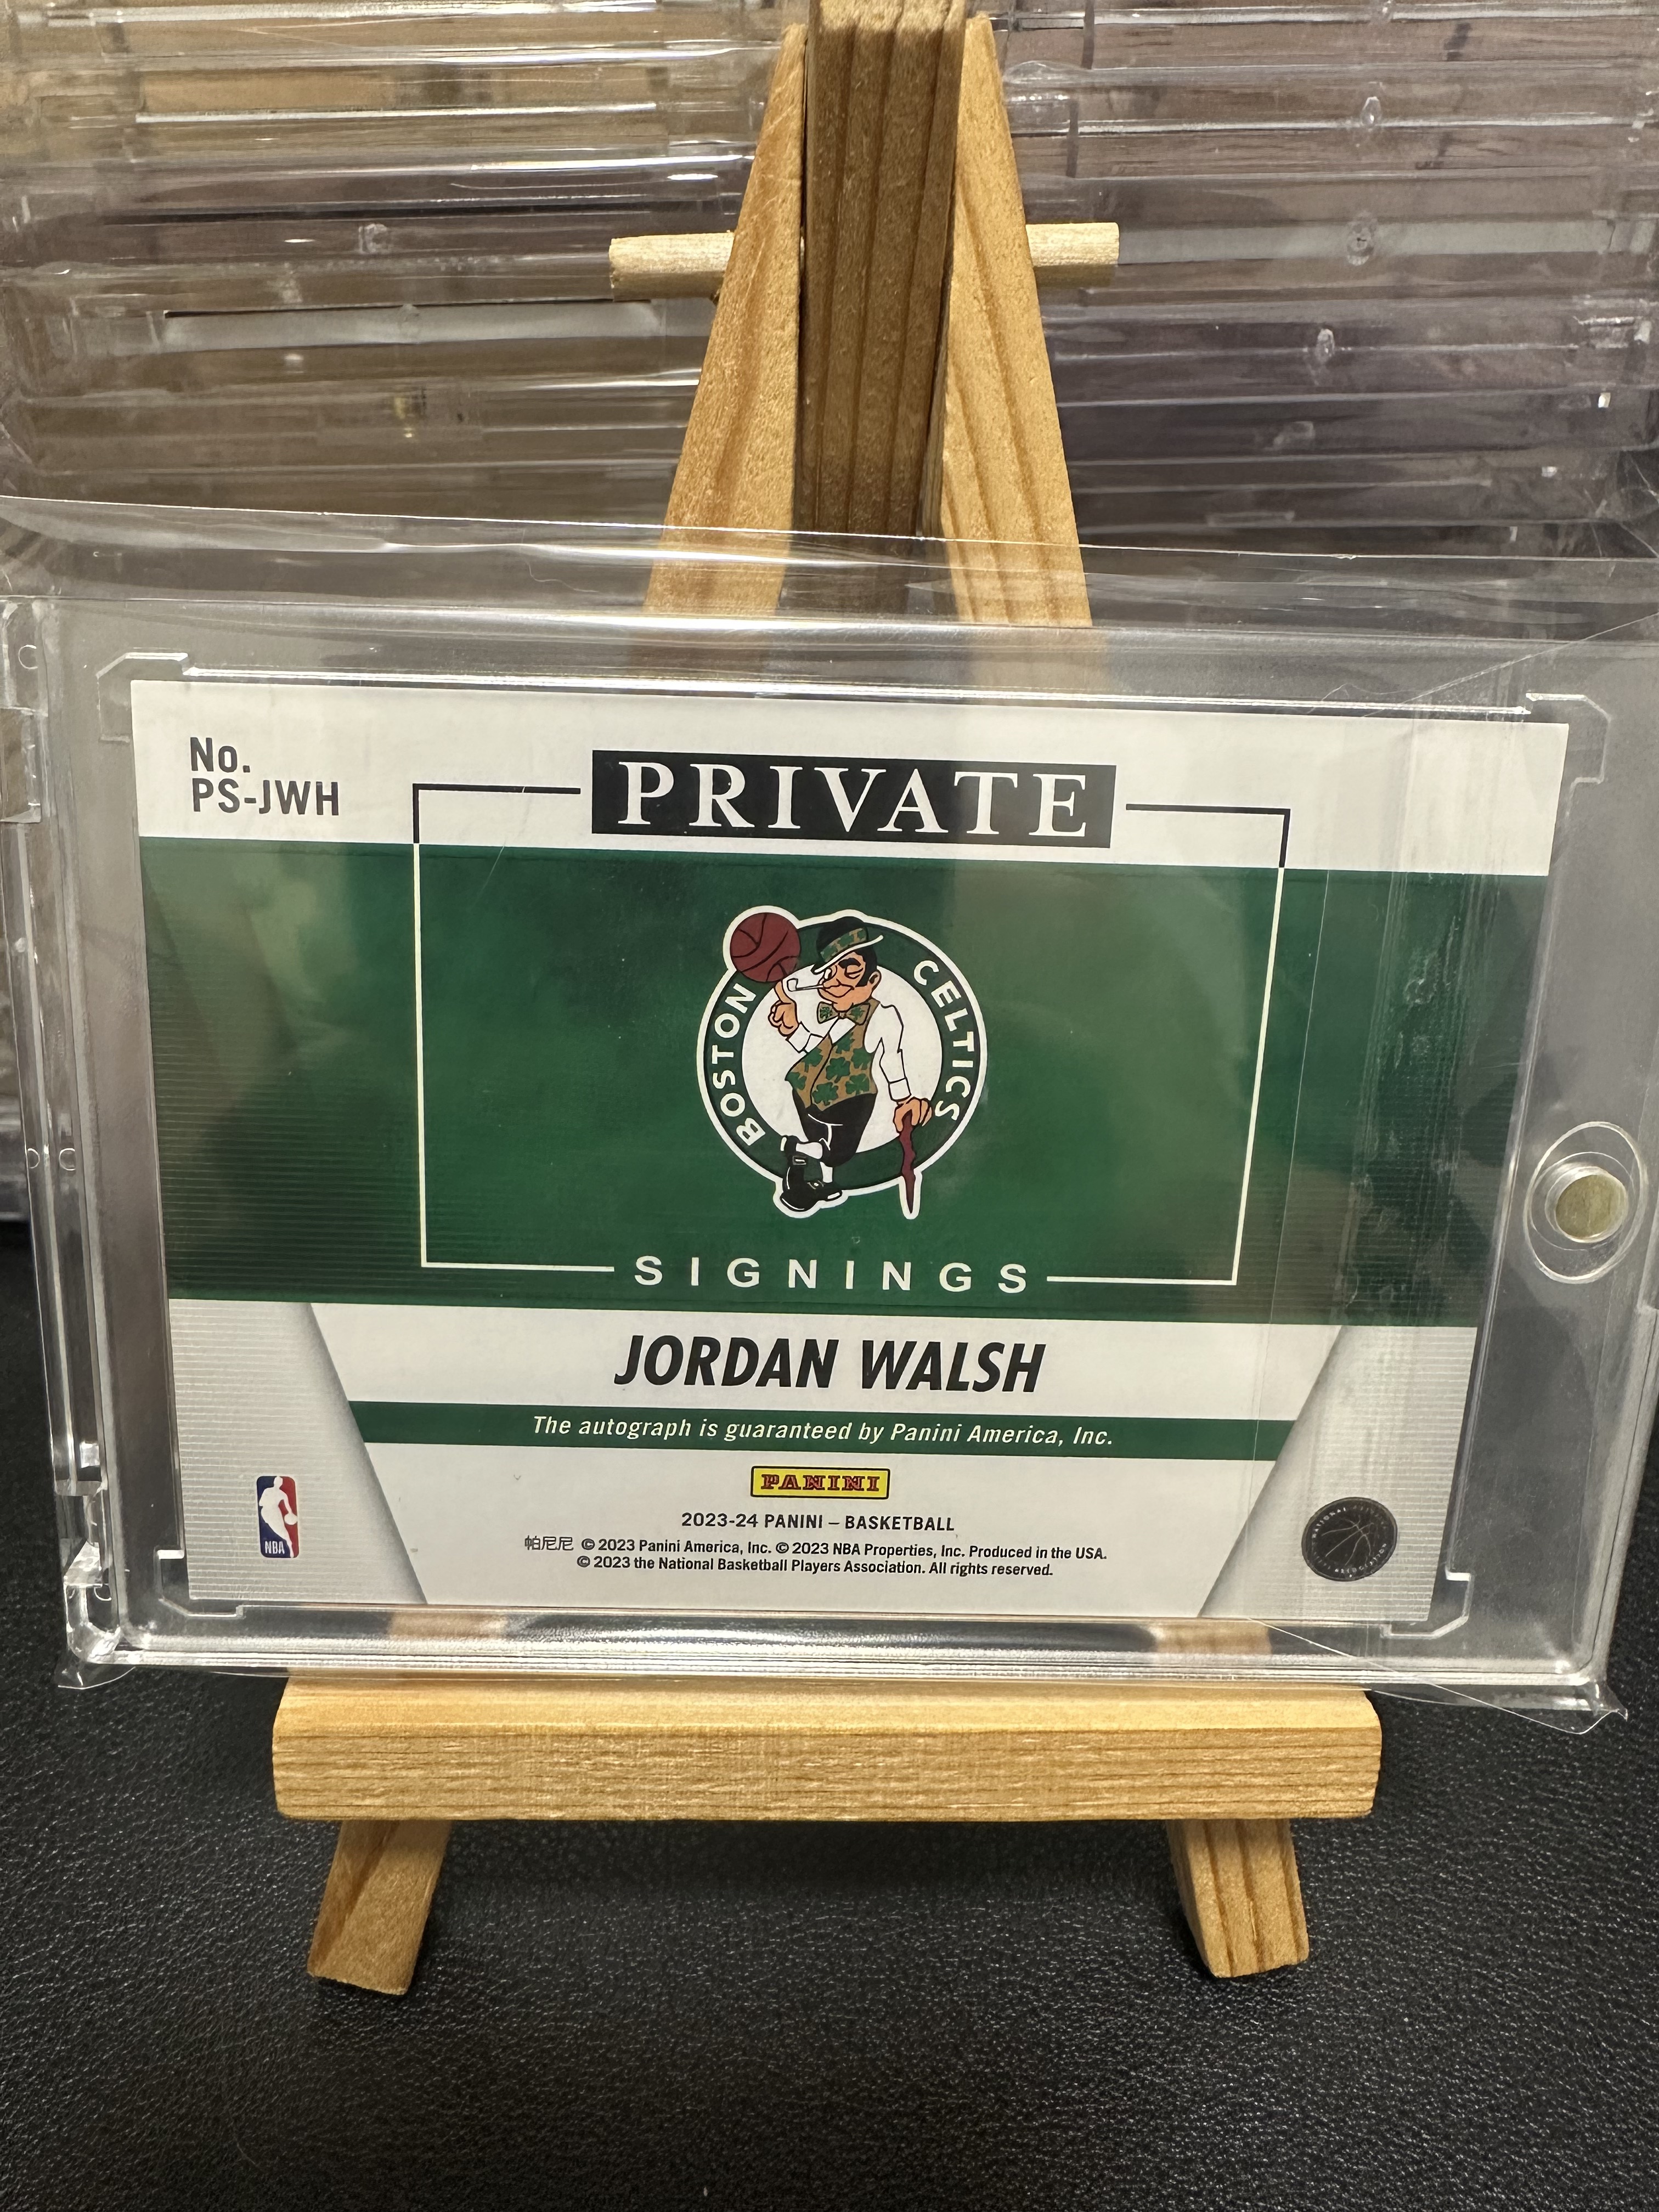 No.
PS-JWH
PRIVATE
BOSTON CELTICS
SIGNINGS
JORDAN WALSH
The autograph is guaranteed by Panini America, Inc.
PANINI
2023-24 PANINI – BASKETBALL
帕尼尼 © 2023 Panini America, Inc. © 2023 NBA Properties, Inc. Produced in the USA.
© 2023 the National Basketball Players Association. All rights reserved.
NBA